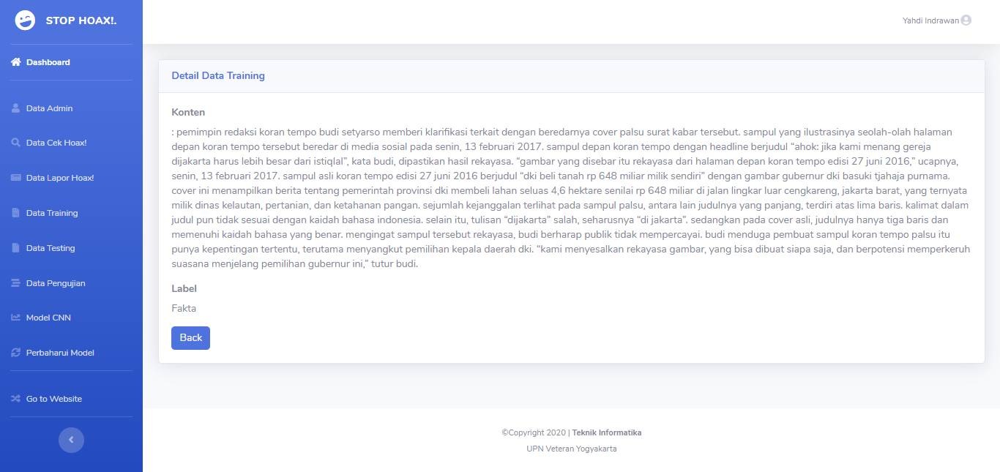 STOP HOAX!.
Yahdi Indrawan
Dashboard
Data Admin
Data Cek Hoax!
Data Lapor Hoax!
Data Training
Data Testing
Data Pengujian
Model CNN
Perbaharui Model
Go to Website
Detail Data Training
Konten
: pemimpin redaksi koran tempo budi setyarso memberi klarifikasi terkait dengan beredarnya cover palsu surat kabar tersebut. sampul yang ilustrasinya seolah-olah halaman
depan koran tempo tersebut beredar di media sosial pada senin, 13 februari 2017. sampul depan koran tempo dengan headline berjudul “ahok: jika kami menang gereja
dijakarta harus lebih besar dari istiqlal”, kata budi, dipastikan hasil rekayasa. “gambar yang disebar itu rekayasa dari halaman depan koran tempo edisi 27 juni 2016,” ucapnya,
senin, 13 februari 2017. sampul asli koran tempo edisi 27 juni 2016 berjudul “dki beli tanah rp 648 miliar milik sendiri” dengan gambar gubernur dki basuki tjahaja purnama.
cover ini menampilkan berita tentang pemerintah provinsi dki membeli lahan seluas 4,6 hektare senilai rp 648 miliar di jalan lingkar luar cengkareng, jakarta barat, yang ternyata
milik dinas kelautan, pertanian, dan ketahanan pangan. sejumlah kejanggalan terlihat pada sampul palsu, antara lain judulnya yang panjang, terdiri atas lima baris. kalimat dalam
judul pun tidak sesuai dengan kaidah bahasa indonesia. selain itu, tulisan “dijakarta” salah, seharusnya “di jakarta”. sedangkan pada cover asli, judulnya hanya tiga baris dan
memenuhi kaidah bahasa yang benar. mengingat sampul tersebut rekayasa, budi berharap publik tidak mempercayai. budi menduga pembuat sampul koran tempo palsu itu
punya kepentingan tertentu, terutama menyangkut pemilihan kepala daerah dki. “kami menyesalkan rekayasa gambar, yang bisa dibuat siapa saja, dan berpotensi memperkeruh
suasana menjelang pemilihan gubernur ini,” tutur budi.
Label
Fakta
Back
©Copyright 2020 | Teknik Informatika
UPN Veteran Yogyakarta